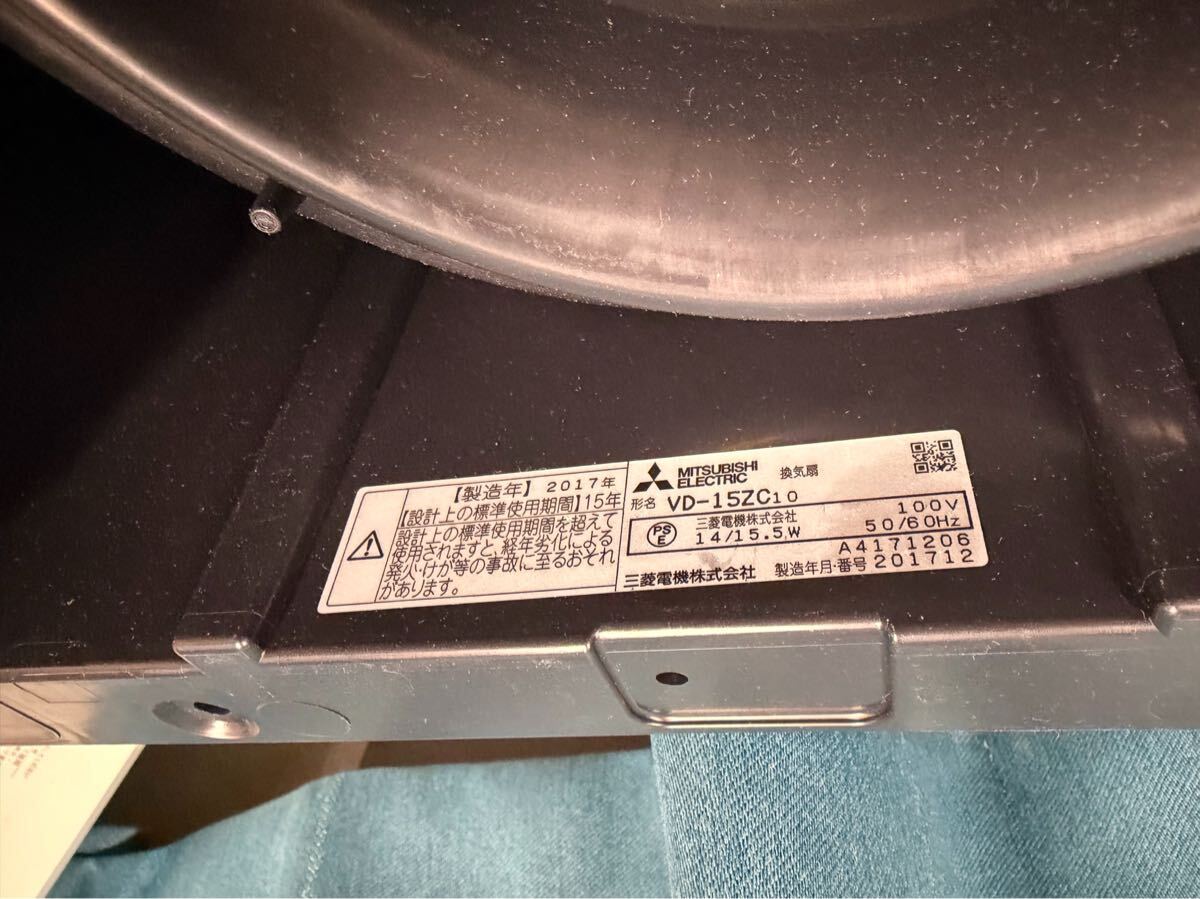 【製造年】2017年
【設計上の標準使用期間】15年
設計上の標準使用期間を超えて
使用されますと、経年劣化による
発火・けが等の事故に至るおそれ
があります。
MITSUBISHI
ELECTRIC
換気扇
形名 VD-15ZC10
PS
E
三菱電機株式会社
100V
14/15.5W
50/60Hz
A4171206
三菱電機株式会社 製造年月・番号 201712